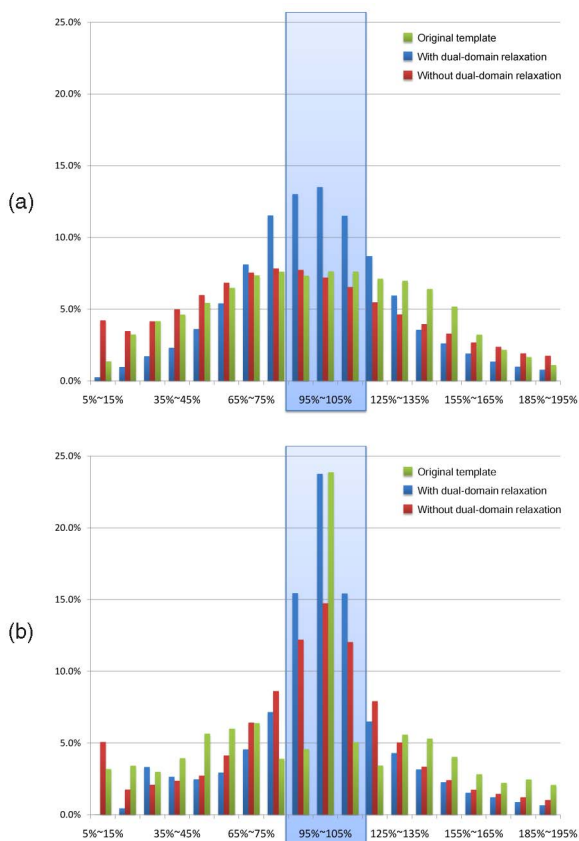 (a)
25.0%
20.0%
15.0%
10.0%
5.0%
0.0%
Original template
With dual-domain relaxation
Without dual-domain relaxation
5%~15% 35%~45% 65%~75% 95%~105% 125%~135% 155%~165% 185%~195%
(b)
25.0%
20.0%
15.0%
10.0%
5.0%
0.0%
Original template
With dual-domain relaxation
Without dual-domain relaxation
5%~15% 35%~45% 65%~75% 95%~105% 125%~135% 155%~165% 185%~195%